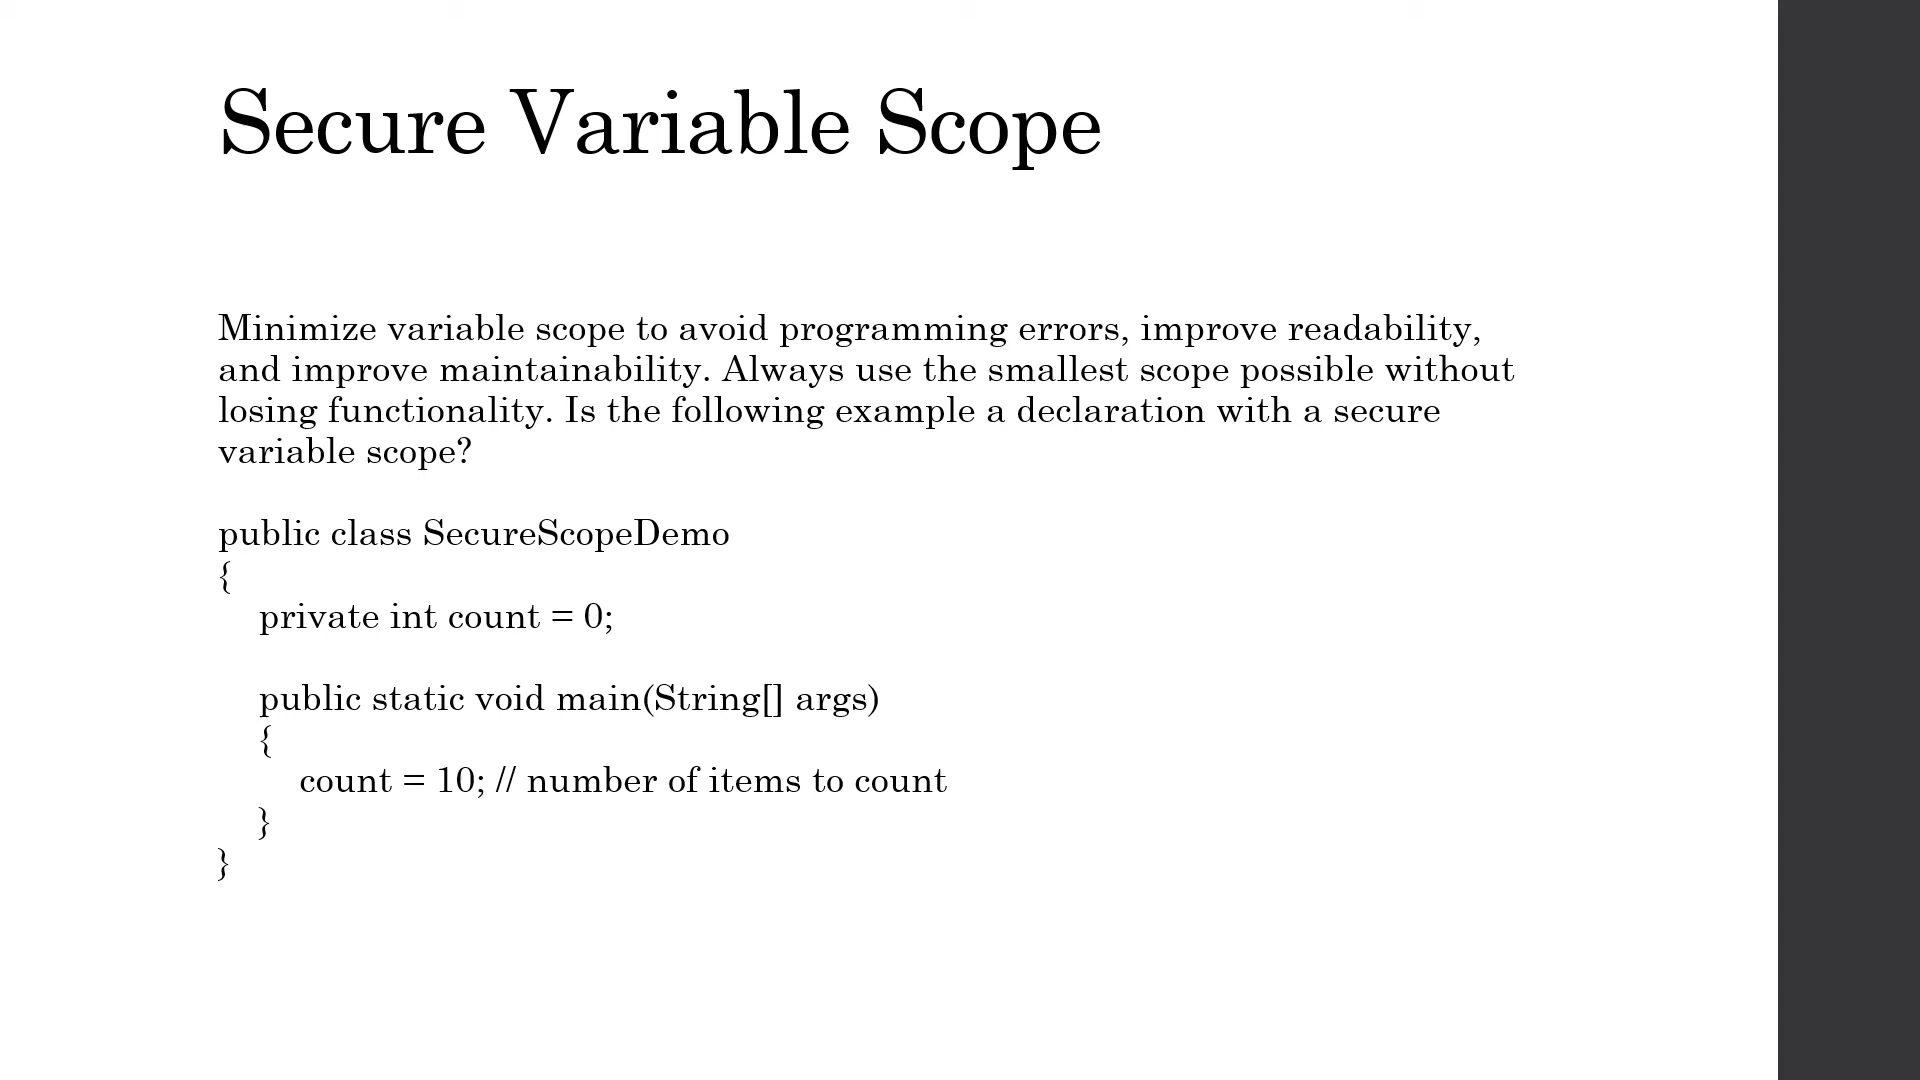 Secure Variable Scope
Minimize variable scope to avoid programming errors, improve readability,
and improve maintainability. Always use the smallest scope possible without
losing functionality. Is the following example a declaration with a secure
variable scope?
public class SecureScopeDemo
{
private int count = 0;
public static void main(String[] args)
{
count = 10; // number of items to count
}
}